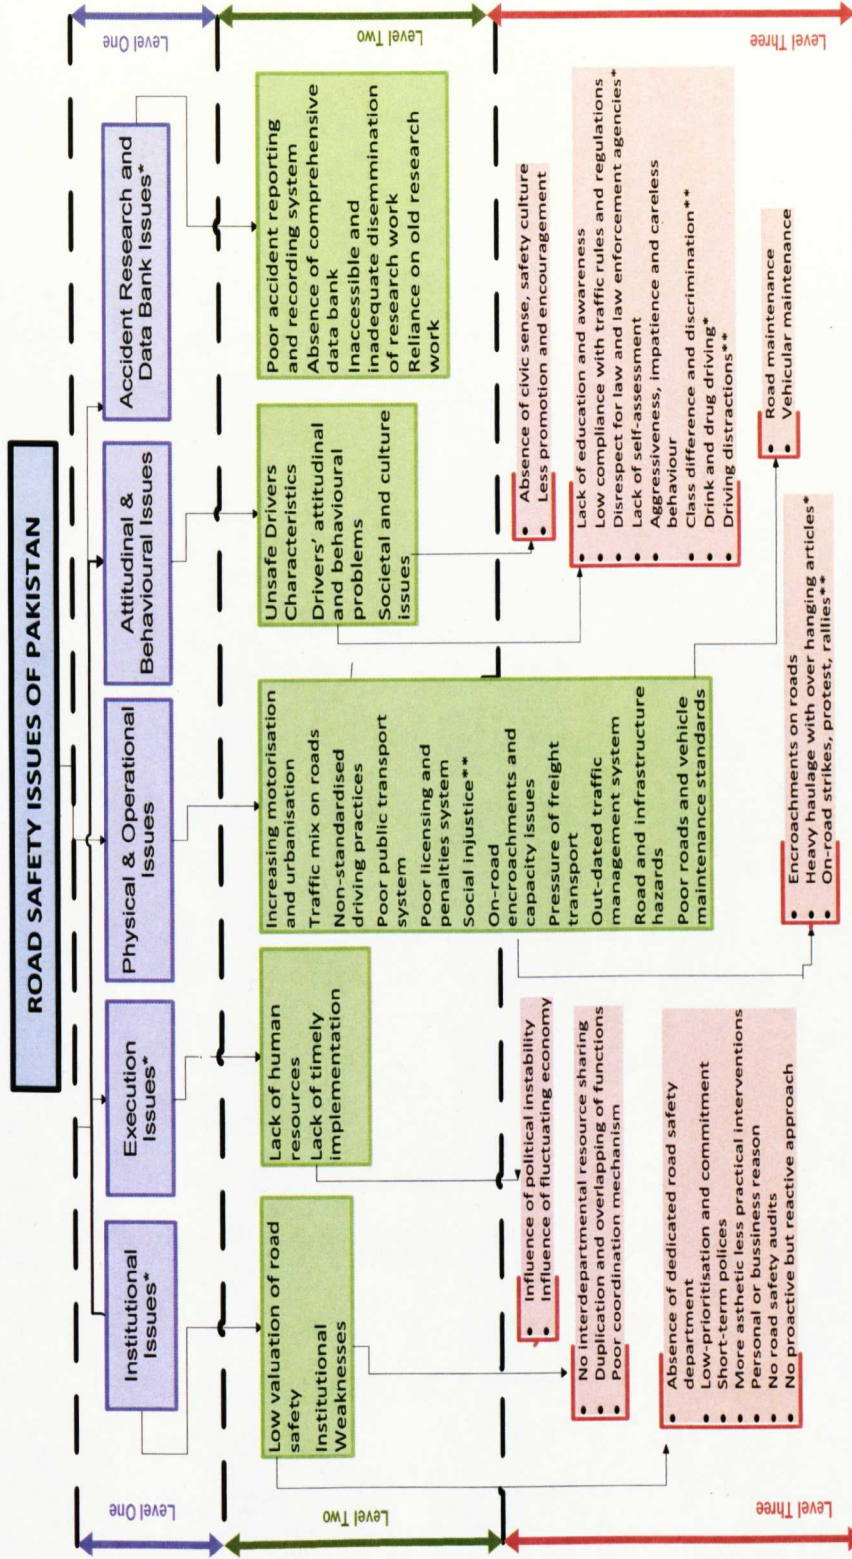 ROAD SAFETY ISSUES OF PAKISTAN
Level One
Institutional
Issues*
Execution
Issues*
Physical & Operational
Issues
Attitudinal &
Behavioural Issues
Accident Research and
Data Bank Issues*
Level One
Level Two
Low valuation of road
safety
Institutional
Weaknesses
Lack of human
resources
Lack of timely
implementation
Increasing motorisation
and urbanisation
Traffic mix on roads
Non-standardised
driving practices
Poor public transport
system
Poor licensing and
penalties system
Social injustice**
On-road
encroachments and
capacity issues
Pressure of freight
transport
Out-dated traffic
management system
Road and infrastructure
hazards
Poor roads and vehicle
maintenance standards
Unsafe Drivers
Characteristics
Drivers' attitudinal
and behavioural
problems
Societal and culture
issues
Poor accident reporting
and recording system
Absence of comprehensive
data bank
Inaccessible and
inadequate disemmination
of research work
Reliance on old research
work
Level Two
Level Three
• Influence of political instability
• Influence of fluctuating economy
• No interdepartmental resource sharing
• Duplication and overlapping of functions
• Poor coordination mechanism
• Absence of dedicated road safety
department
• Low-prioritisation and commitment
• Short-term polices
• More asthetic less practical interventions
• Personal or bussiness reason
• No road safety audits
• No proactive but reactive approach
• Absence of civic sense, safety culture
• Less promotion and encouragement
• Lack of education and awareness
• Low compliance with traffic rules and regulations
• Disrespect for law and law enforcement agencies*
• Lack of self-assessment
• Aggressiveness, impatience and careless
behaviour
• Class difference and discrimination**
• Drink and drug driving*
• Driving distractions**
• Road maintenance
• Vehicular maintenance
• Encroachments on roads
• Heavy haulage with over hanging articles*
• On-road strikes, protest, rallies**
Level Three